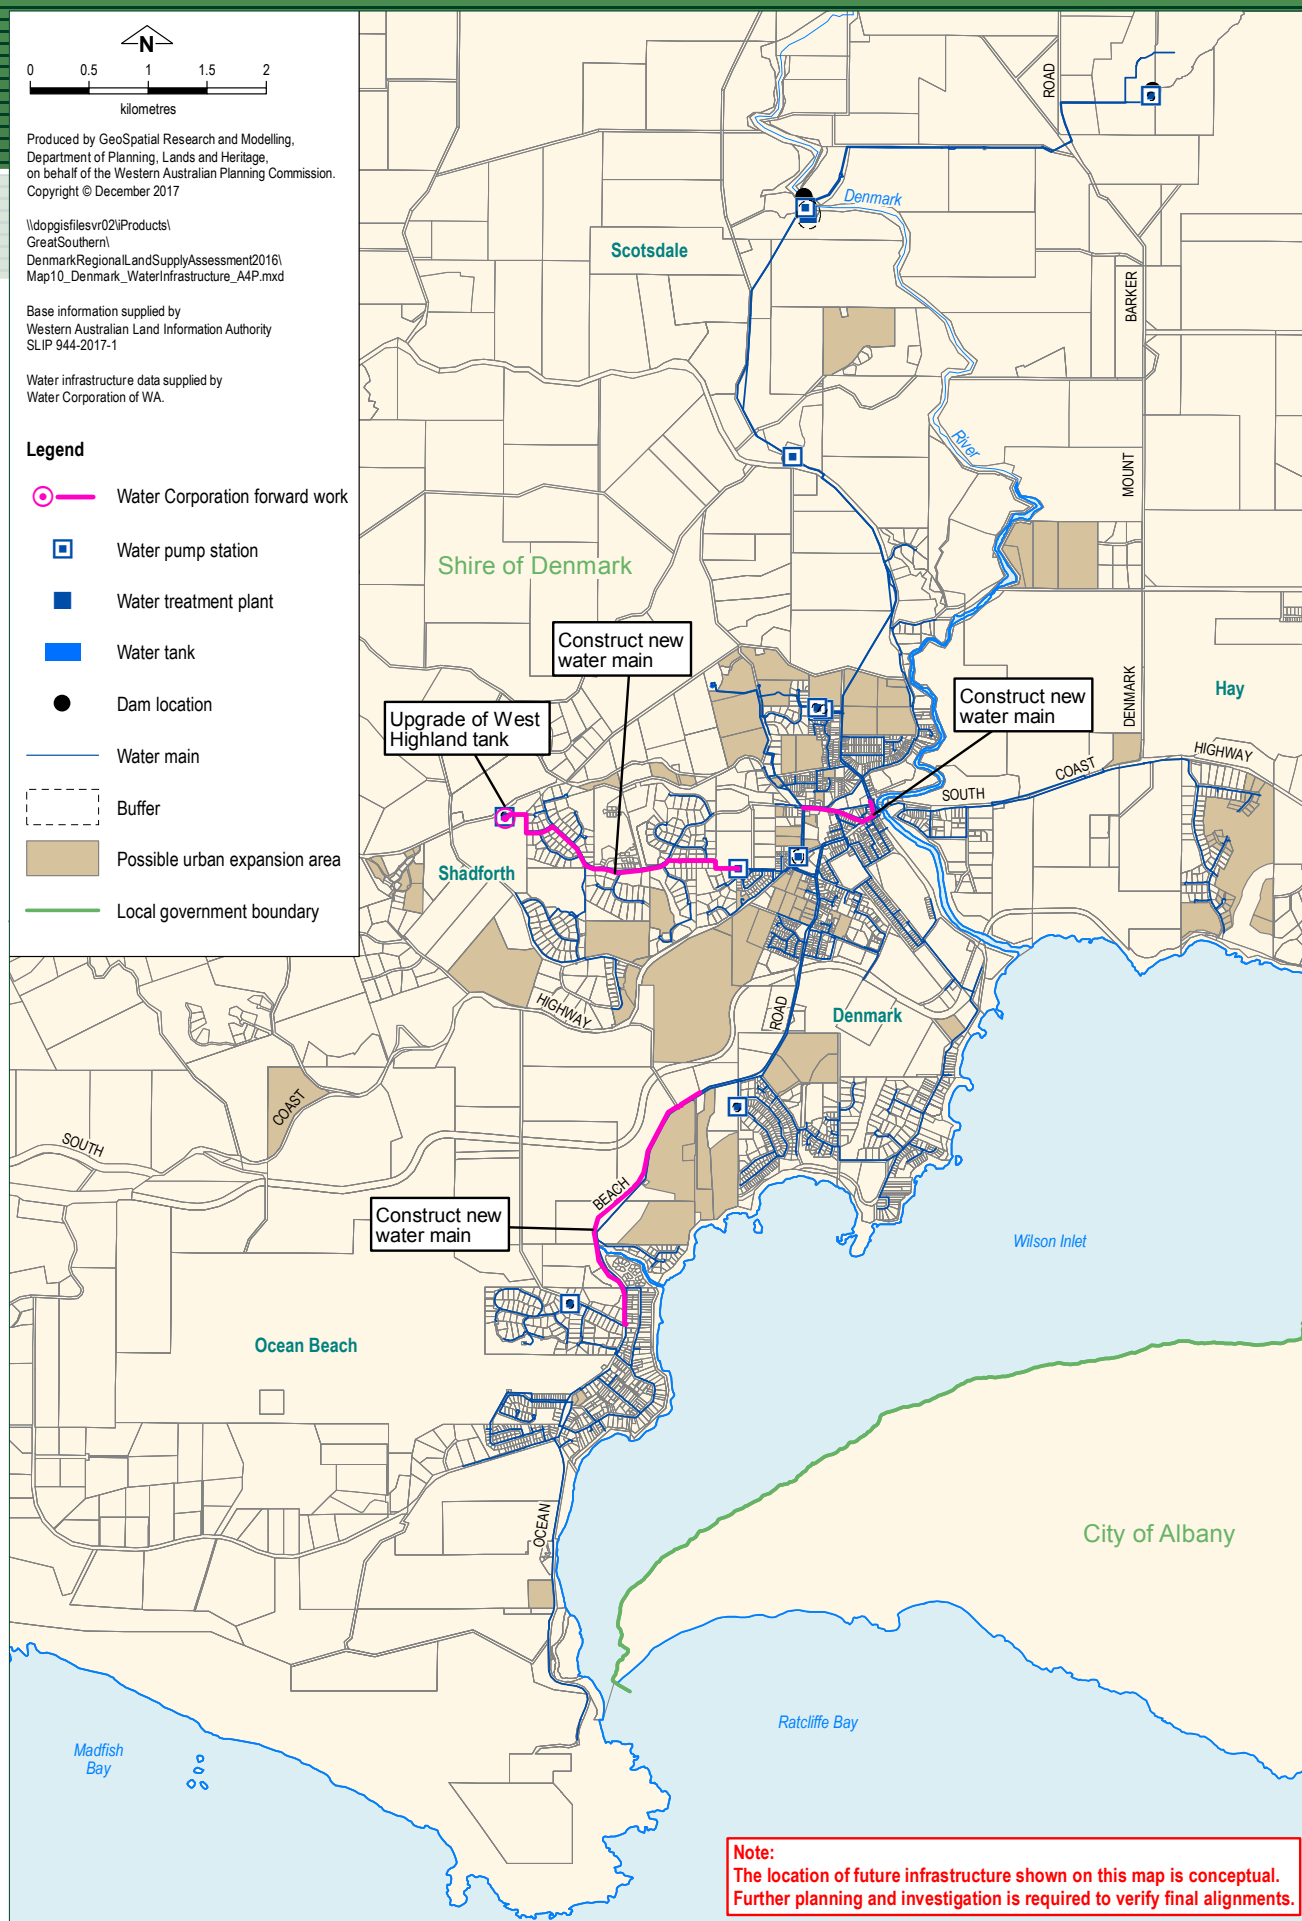 N
0 0.5 1 1.5 2
kilometres
Produced by GeoSpatial Research and Modelling,
Department of Planning, Lands and Heritage,
on behalf of the Western Australian Planning Commission.
Copyright © December 2017
\\dopgisfilesvr02\iProducts\
GreatSouthern\
DenmarkRegionalLandSupplyAssessment2016\
Map10_Denmark_WaterInfrastructure_A4P.mxd
Base information supplied by
Western Australian Land Information Authority
SLIP 944-2017-1
Water infrastructure data supplied by
Water Corporation of WA.
Legend
Water Corporation forward work
Water pump station
Water treatment plant
Water tank
Dam location
Water main
Buffer
Possible urban expansion area
Local government boundary
ROAD
Denmark
Scotsdale
BARKER
River
MOUNT
Shire of Denmark
Construct new
water main
DENMARK
Hay
Construct new
water main
Upgrade of West
Highland tank
HIGHWAY
COAST
SOUTH
Shadforth
HIGHWAY
ROAD
Denmark
COAST
SOUTH
BEACH
Construct new
water main
Wilson Inlet
Ocean Beach
OCEAN
City of Albany
Ratcliffe Bay
Madfish
Bay
Note:
The location of future infrastructure shown on this map is conceptual.
Further planning and investigation is required to verify final alignments.